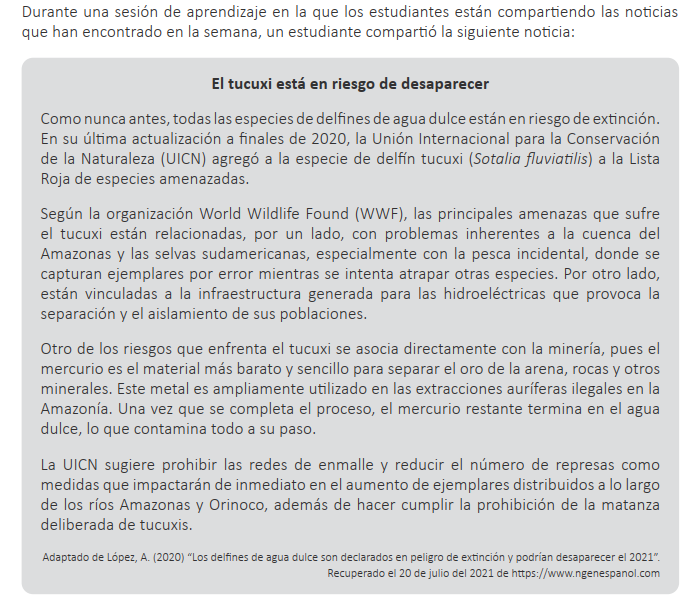 Durante una sesión de aprendizaje en la que los estudiantes están compartiendo las noticias
que han encontrado en la semana, un estudiante compartió la siguiente noticia:
El tucuxi está en riesgo de desaparecer
Como nunca antes, todas las especies de delfines de agua dulce están en riesgo de extinción.
En su última actualización a finales de 2020, la Unión Internacional para la Conservación
de la Naturaleza (UICN) agregó a la especie de delfín tucuxi (Sotalia fluviatilis) a la Lista
Roja de especies amenazadas.
Según la organización World Wildlife Found (WWF), las principales amenazas que sufre
el tucuxi están relacionadas, por un lado, con problemas inherentes a la cuenca del
Amazonas y las selvas sudamericanas, especialmente con la pesca incidental, donde se
capturan ejemplares por error mientras se intenta atrapar otras especies. Por otro lado,
están vinculadas a la infraestructura generada para las hidroeléctricas que provoca la
separación y el aislamiento de sus poblaciones.
Otro de los riesgos que enfrenta el tucuxi se asocia directamente con la minería, pues el
mercurio es el material más barato y sencillo para separar el oro de la arena, rocas y otros
minerales. Este metal es ampliamente utilizado en las extracciones auríferas ilegales en la
Amazonía. Una vez que se completa el proceso, el mercurio restante termina en el agua
dulce, lo que contamina todo a su paso.
La UICN sugiere prohibir las redes de enmalle y reducir el número de represas como
medidas que impactarán de inmediato en el aumento de ejemplares distribuidos a lo largo
de los ríos Amazonas y Orinoco, además de hacer cumplir la prohibición de la matanza
deliberada de tucuxis.
Adaptado de López, A. (2020) “Los delfines de agua dulce son declarados en peligro de extinción y podrían desaparecer el 2021”.
Recuperado el 20 de julio del 2021 de https://www.ngenespanol.com